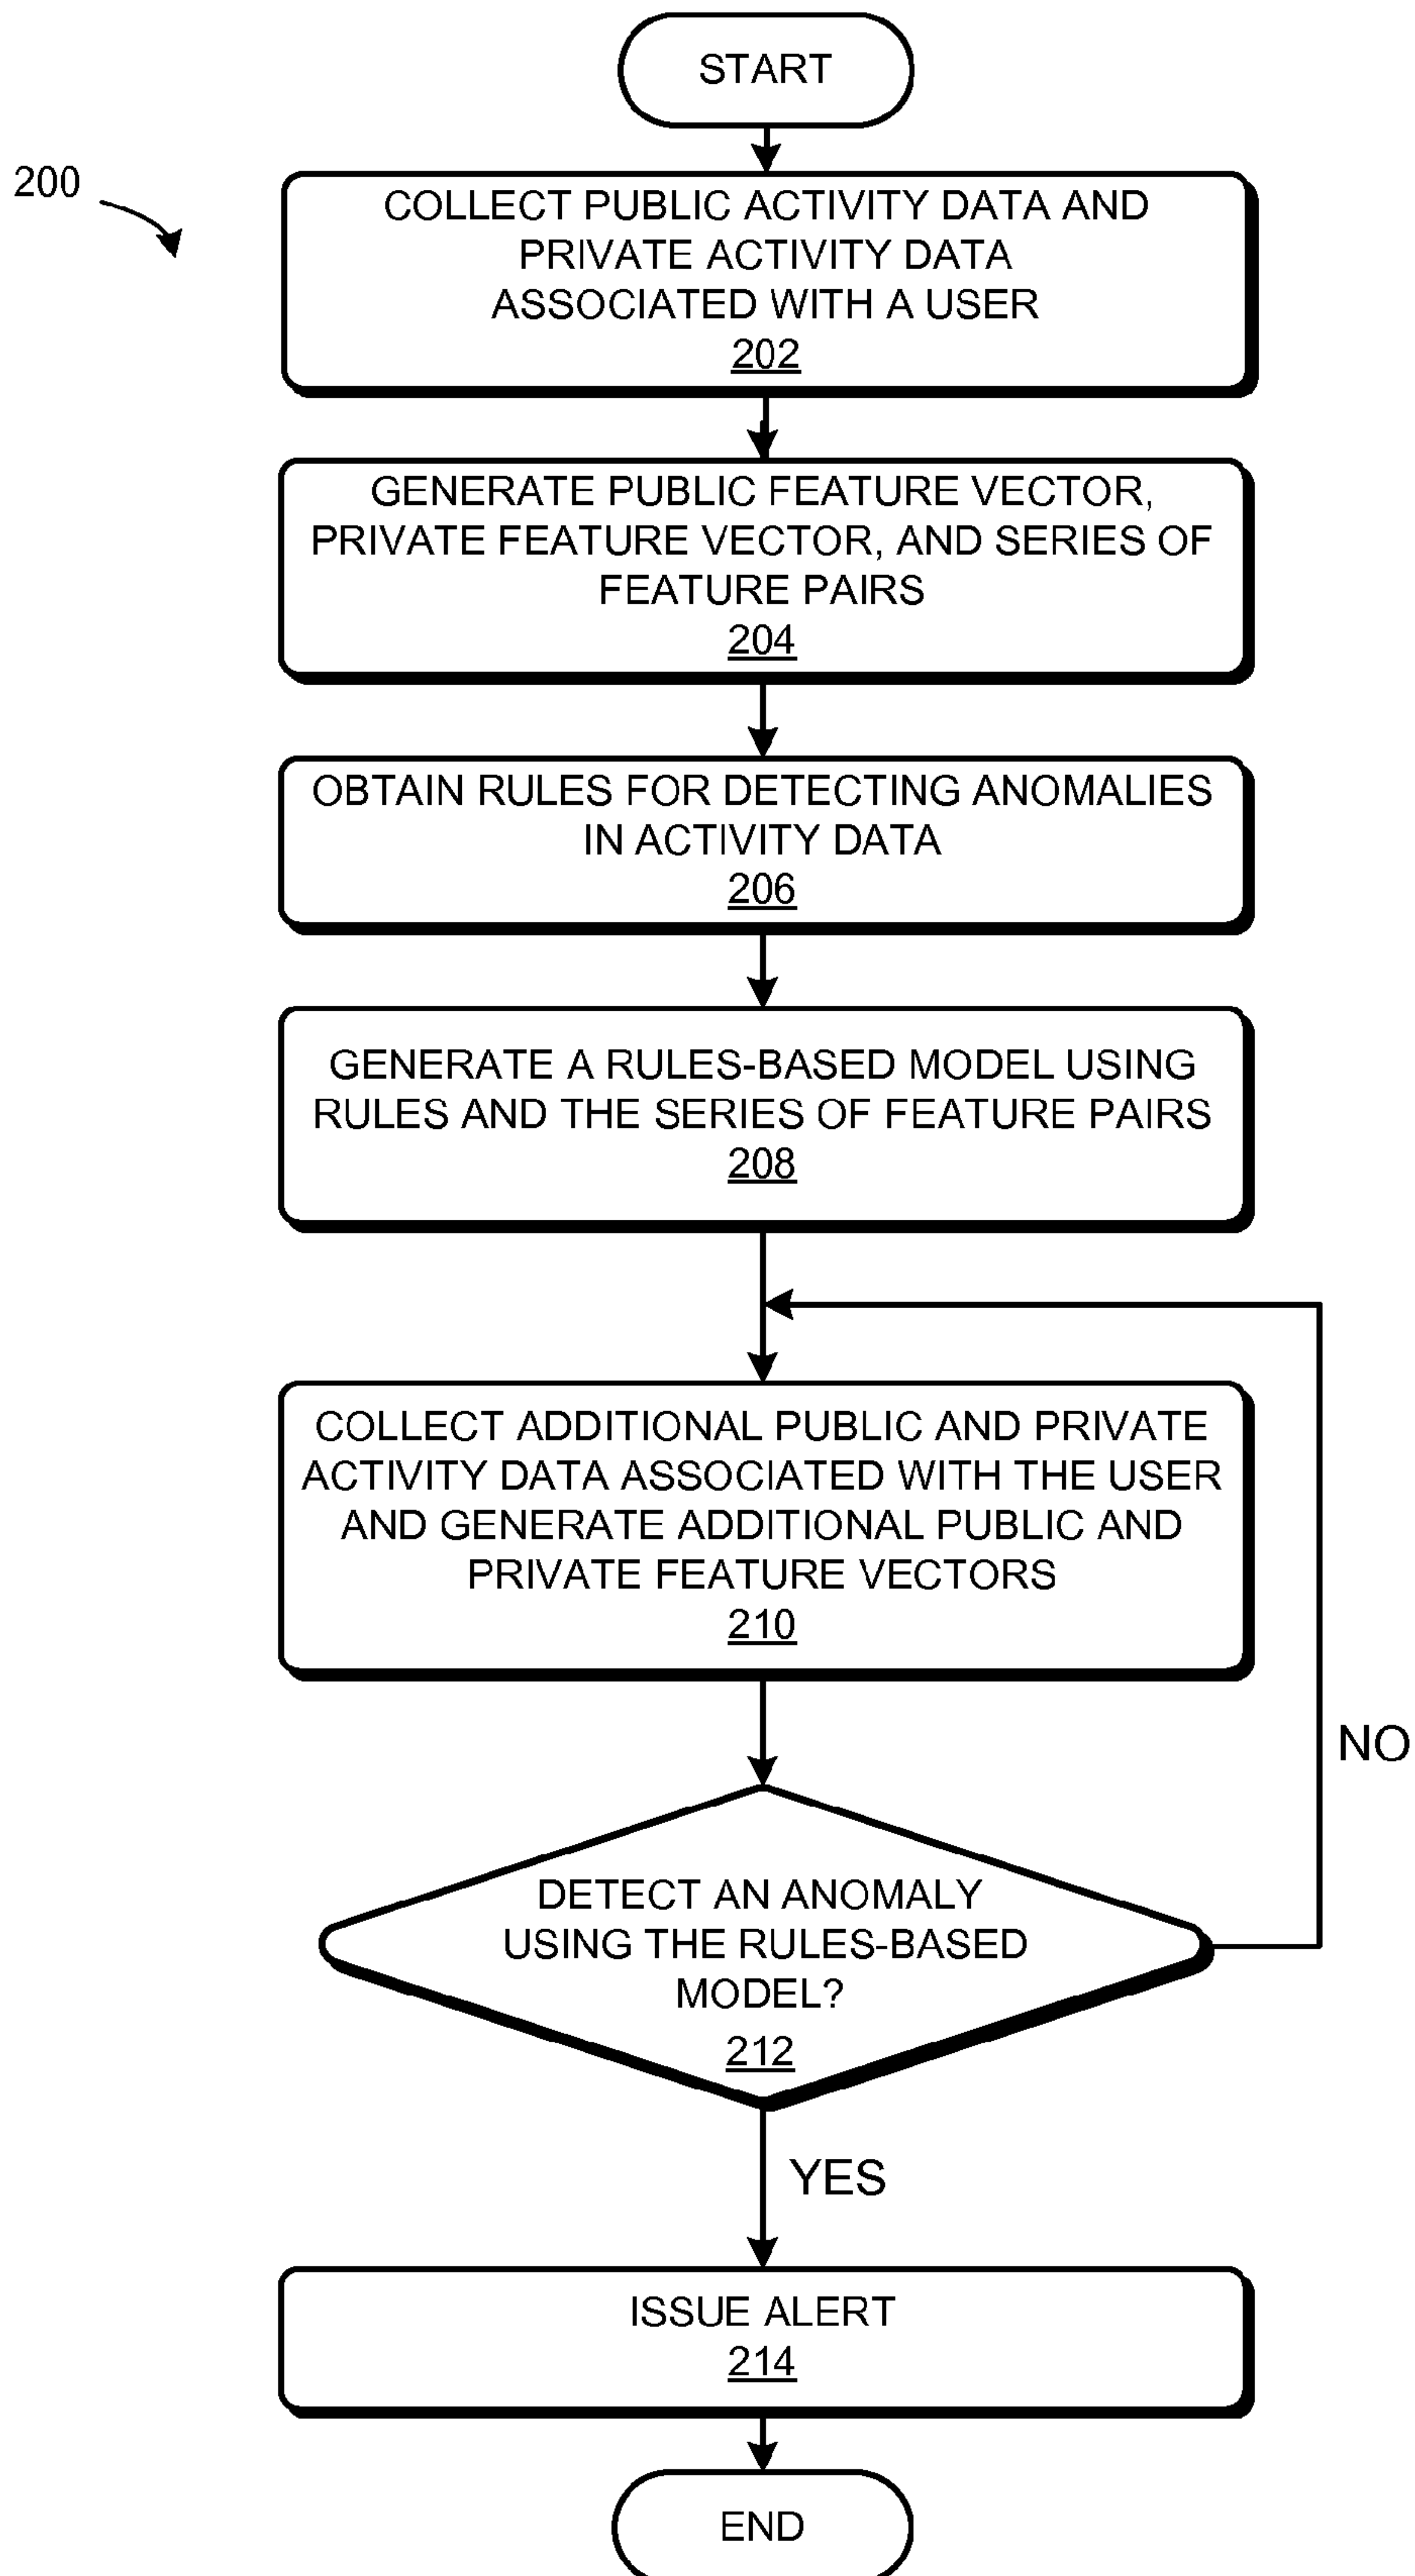 START
200
COLLECT PUBLIC ACTIVITY DATA AND
PRIVATE ACTIVITY DATA
ASSOCIATED WITH A USER
202
GENERATE PUBLIC FEATURE VECTOR,
PRIVATE FEATURE VECTOR, AND SERIES OF
FEATURE PAIRS
204
OBTAIN RULES FOR DETECTING ANOMALIES
IN ACTIVITY DATA
206
GENERATE A RULES-BASED MODEL USING
RULES AND THE SERIES OF FEATURE PAIRS
208
COLLECT ADDITIONAL PUBLIC AND PRIVATE
ACTIVITY DATA ASSOCIATED WITH THE USER
AND GENERATE ADDITIONAL PUBLIC AND
PRIVATE FEATURE VECTORS
210
NO
DETECT AN ANOMALY
USING THE RULES-BASED
MODEL?
212
YES
ISSUE ALERT
214
END